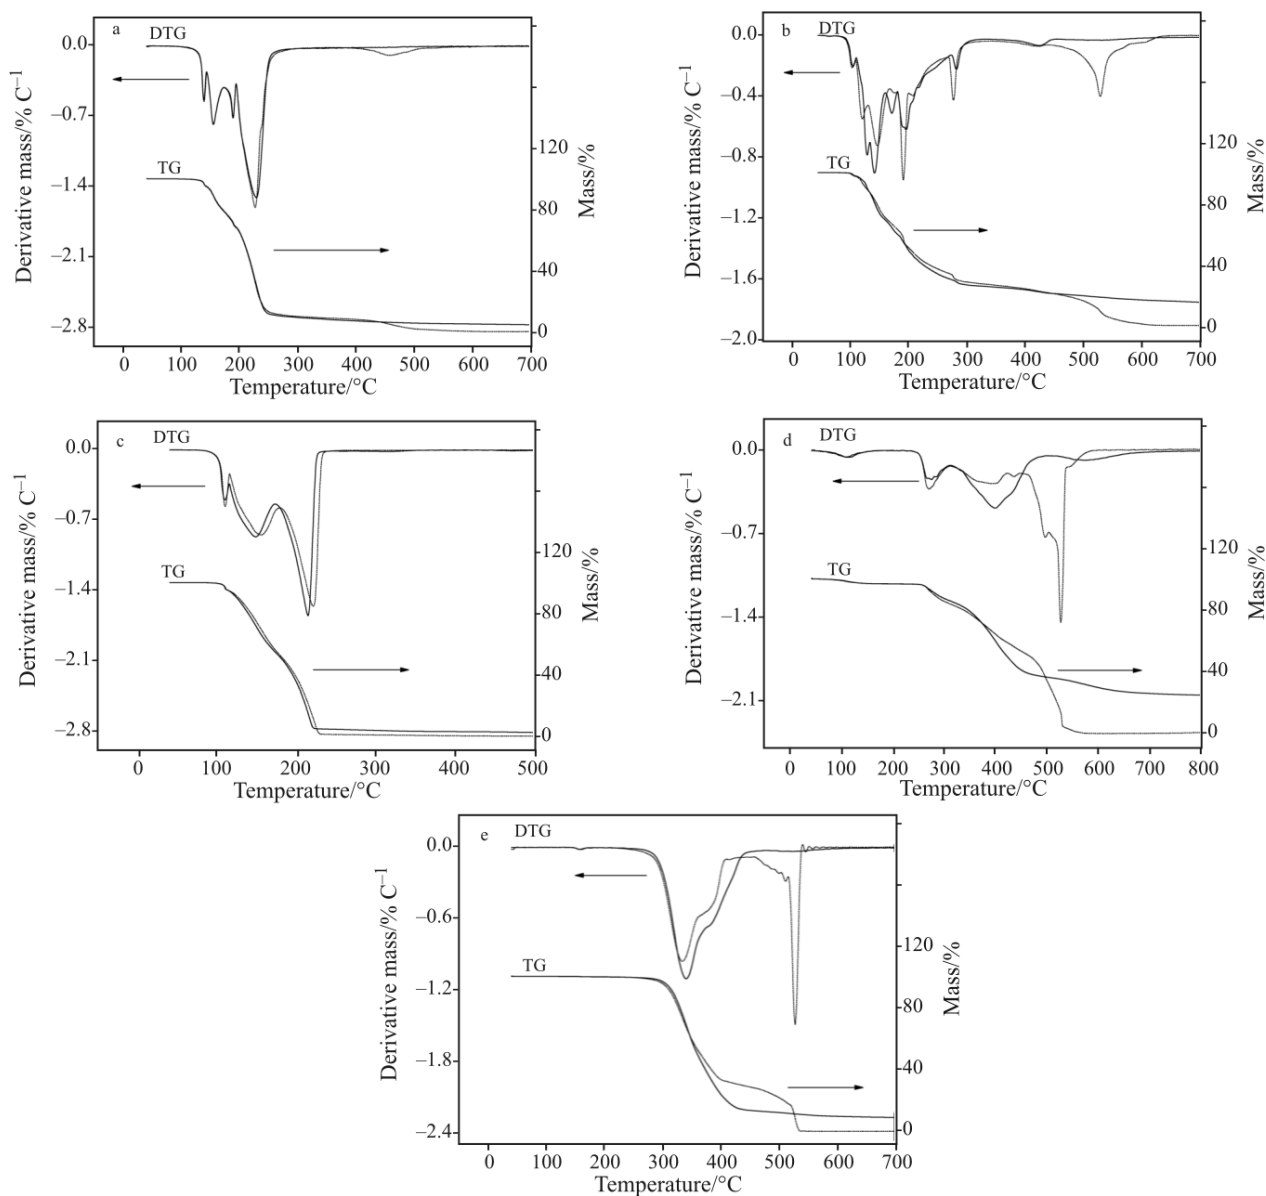 a
DTG
0.0
−0.7
−1.4
−2.1
−2.8
Derivative mass/% C⁻¹
TG
120
80
40
0
Mass/%
0 100 200 300 400 500 600 700
Temperature/°C
b
DTG
0.0
−0.4
−0.8
−1.2
−1.6
−2.0
Derivative mass/% C⁻¹
TG
120
80
40
0
Mass/%
0 100 200 300 400 500 600 700
Temperature/°C
c
DTG
0.0
−0.7
−1.4
−2.1
−2.8
Derivative mass/% C⁻¹
TG
120
80
40
0
Mass/%
0 100 200 300 400 500
Temperature/°C
d
DTG
0.0
−0.7
−1.4
−2.1
Derivative mass/% C⁻¹
TG
120
80
40
0
Mass/%
0 100 200 300 400 500 600 700 800
Temperature/°C
e
DTG
0.0
−0.6
−1.2
−1.8
−2.4
Derivative mass/% C⁻¹
TG
120
80
40
0
Mass/%
0 100 200 300 400 500 600 700
Temperature/°C